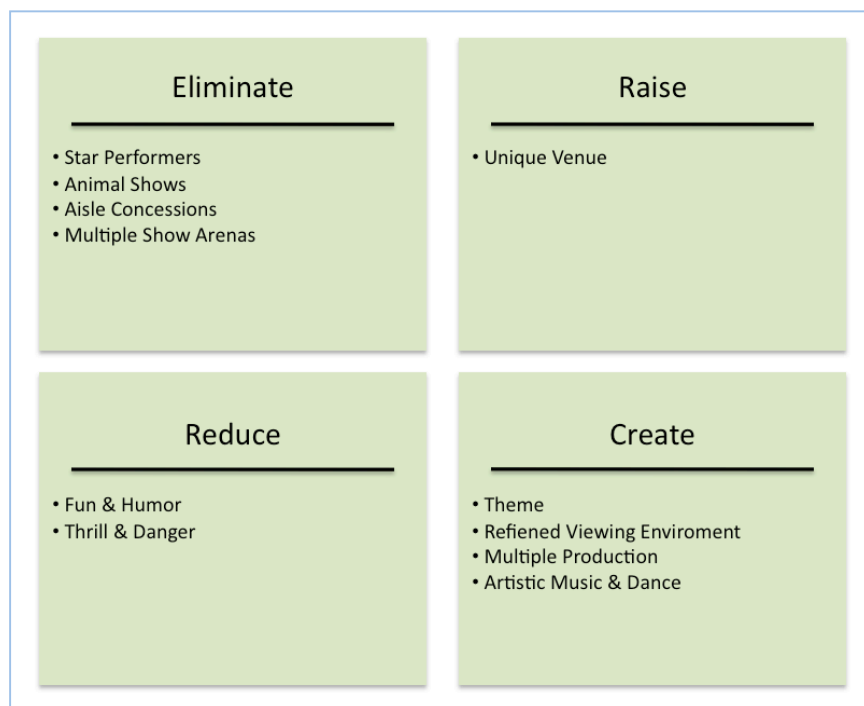 Eliminate
• Star Performers
• Animal Shows
• Aisle Concessions
• Multiple Show Arenas
Raise
• Unique Venue
Reduce
• Fun & Humor
• Thrill & Danger
Create
• Theme
• Refiened Viewing Enviroment
• Multiple Production
• Artistic Music & Dance